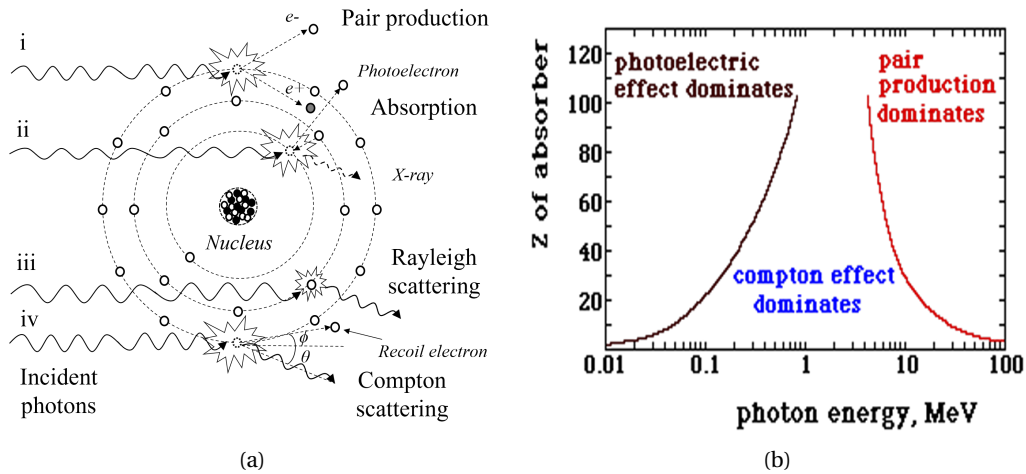 i
e-
Pair production
Photoelectron
e+
Absorption
ii
X-ray
Nucleus
iii
Rayleigh
scattering
iv
ϕ
θ
Recoil electron
Incident
photons
Compton
scattering
(a)
Z of absorber
120
100
80
60
40
20
photoelectric
effect dominates
pair
production
dominates
compton effect
dominates
0.01
0.1
1
10
100
photon energy, MeV
(b)